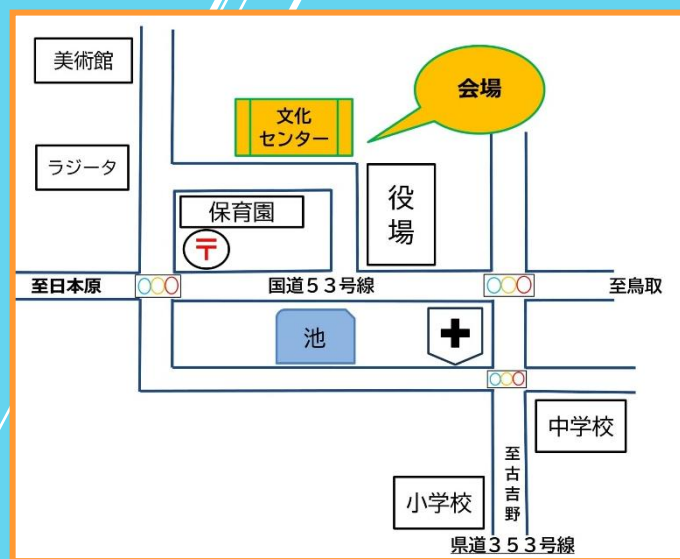 美術館
会場
文化
センター
ラジータ
役
場
保育園
〒
至日本原
国道５３号線
至鳥取
池
中学校
至古吉野
小学校
県道３５３号線